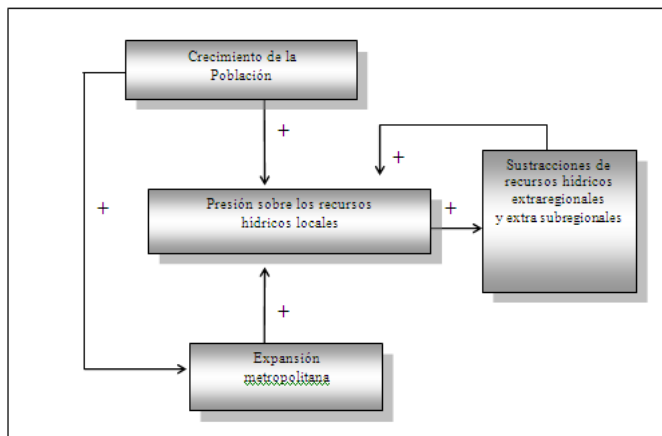 Crecimiento de la
Población
+
+
+
Presión sobre los recursos
hídricos locales
+
Sustracciones de
recursos hídricos
extraregionales
y extra subregionales
+
Expansión
metropolitana